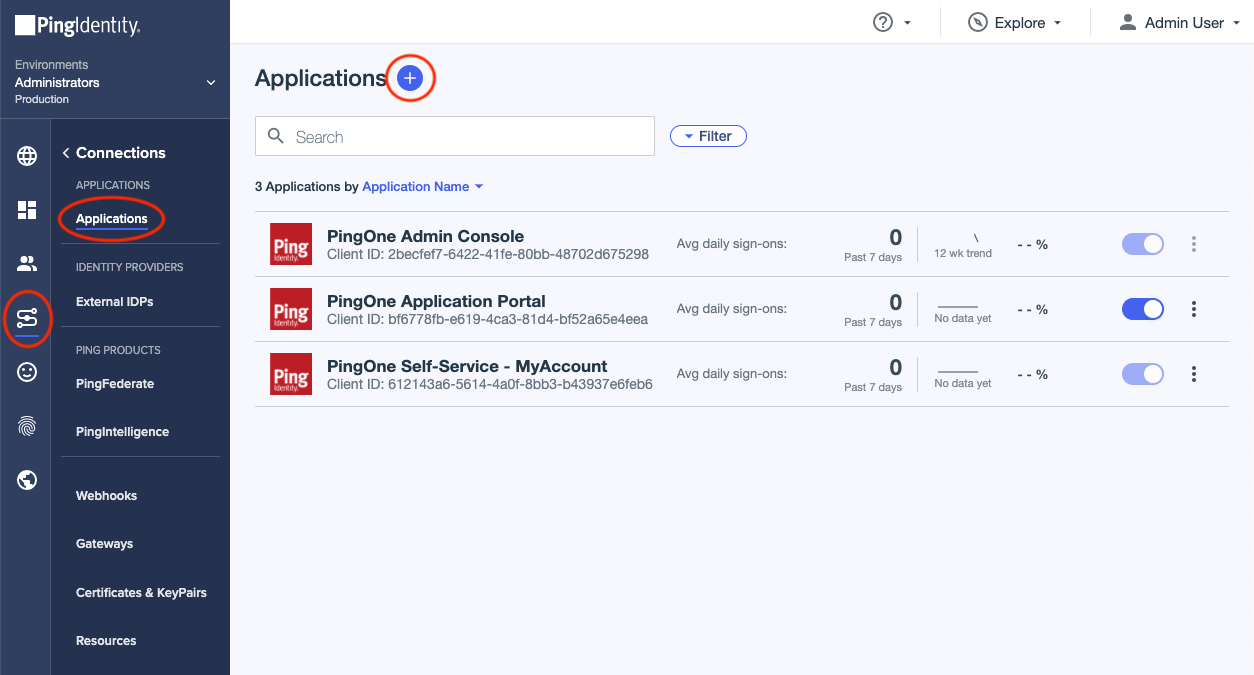 PingIdentity.
Explore
Admin User
Environments
Administrators
Production
Connections
APPLICATIONS
Applications
IDENTITY PROVIDERS
External IDPs
PING PRODUCTS
PingFederate
PingIntelligence
Webhooks
Gateways
Certificates & KeyPairs
Resources
Applications
Search
Filter
3 Applications by Application Name
Ping
Identity.
PingOne Admin Console
Client ID: 2becfef7-6422-41fe-80bb-48702d675298
Avg daily sign-ons:
0
Past 7 days
12 wk trend
- - %
Ping
Identity.
PingOne Application Portal
Client ID: bf6778fb-e619-4ca3-81d4-bf52a65e4eea
Avg daily sign-ons:
0
Past 7 days
No data yet
- - %
Ping
Identity.
PingOne Self-Service - MyAccount
Client ID: 612143a6-5614-4a0f-8bb3-b43937e6feb6
Avg daily sign-ons:
0
Past 7 days
No data yet
- - %